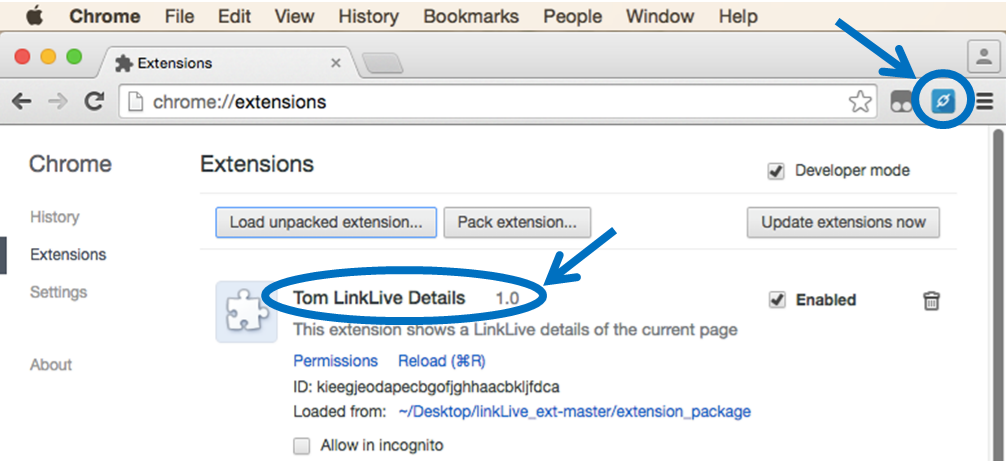 Chrome File Edit View History Bookmarks People Window Help
Extensions
chrome://extensions
Chrome
Extensions
Developer mode
History
Load unpacked extension...
Pack extension...
Update extensions now
Extensions
Settings
Tom LinkLive Details 1.0
Enabled
This extension shows a LinkLive details of the current page
About
Permissions Reload (⌘R)
ID: kieegjeodapecbgofjghhaacbkljfdca
Loaded from: ~/Desktop/linkLive_ext-master/extension_package
Allow in incognito